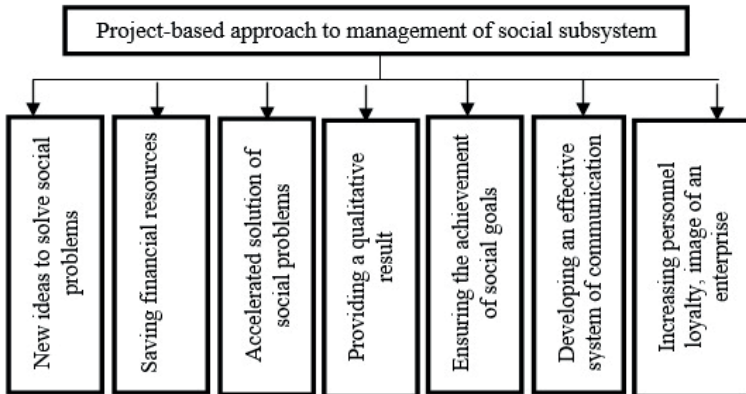 Project-based approach to management of social subsystem
New ideas to solve social
problems
Saving financial resources
Accelerated solution of
social problems
Providing a qualitative
result
Ensuring the achievement
of social goals
Developing an effective
system of communication
Increasing personnel
loyalty, image of an
enterprise